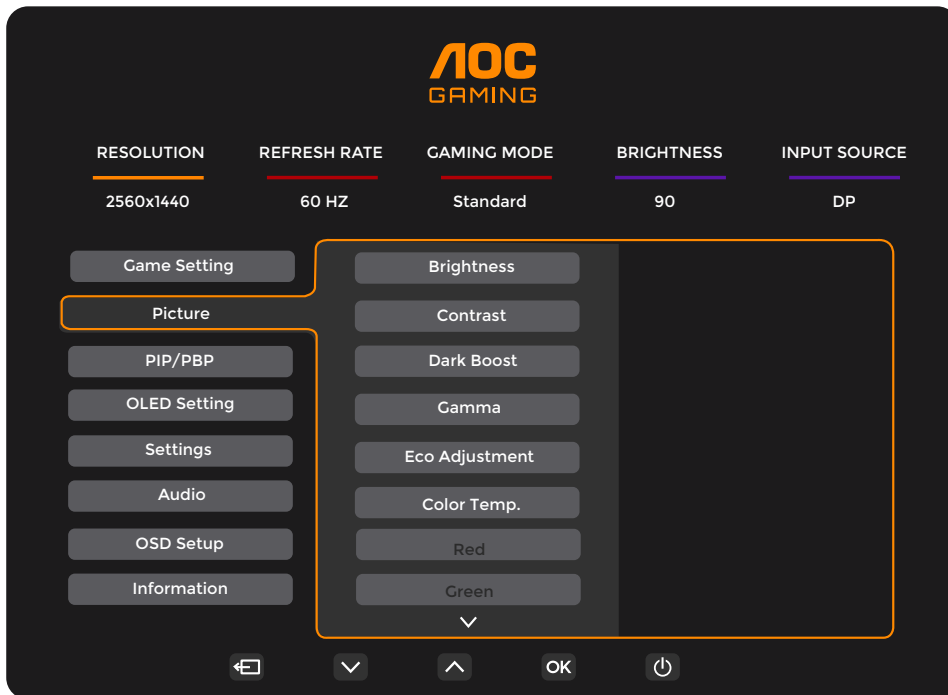 AOC
GAMING
RESOLUTION REFRESH RATE GAMING MODE BRIGHTNESS INPUT SOURCE
2560x1440 60 HZ Standard 90 DP
Game Setting
Picture
PIP/PBP
OLED Setting
Settings
Audio
OSD Setup
Information
Brightness
Contrast
Dark Boost
Gamma
Eco Adjustment
Color Temp.
Red
Green
OK